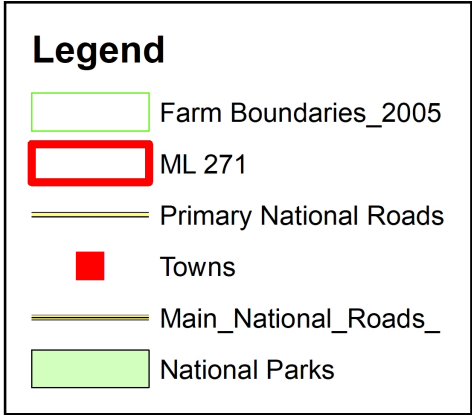 Legend
Farm Boundaries_2005
ML 271
Primary National Roads
Towns
Main_National_Roads_
National Parks